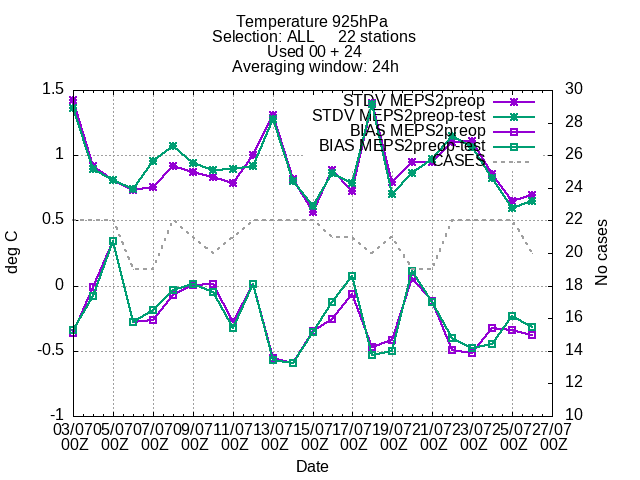 Temperature 925hPa
Selection: ALL 22 stations
Used 00 + 24
Averaging window: 24h
1.5
1
0.5
0
-0.5
-1
deg C
30
28
26
24
22
20
18
16
14
12
10
No cases
STDV MEPS2preop
STDV MEPS2preop-test
BIAS MEPS2preop
BIAS MEPS2preop-test
CASES
03/07 05/07 07/07 09/07 11/07 13/07 15/07 17/07 19/07 21/07 23/07 25/07 27/07
00Z 00Z 00Z 00Z 00Z 00Z 00Z 00Z 00Z 00Z 00Z 00Z 00Z
Date